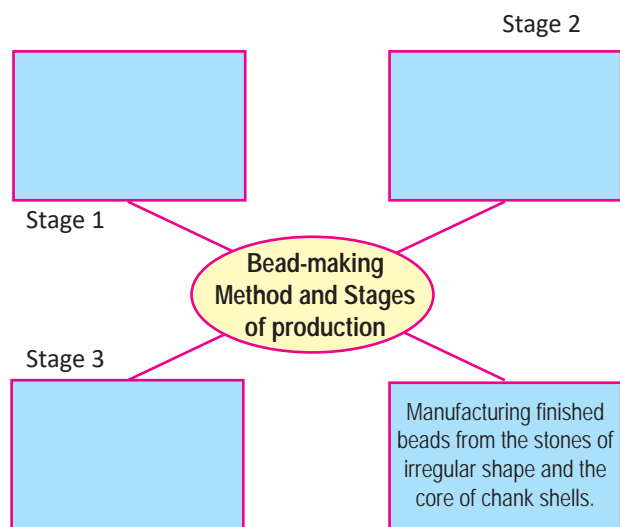 Stage 2
Stage 1
Bead-making
Method and Stages
of production
Stage 3
Manufacturing finished
beads from the stones of
irregular shape and the
core of chank shells.